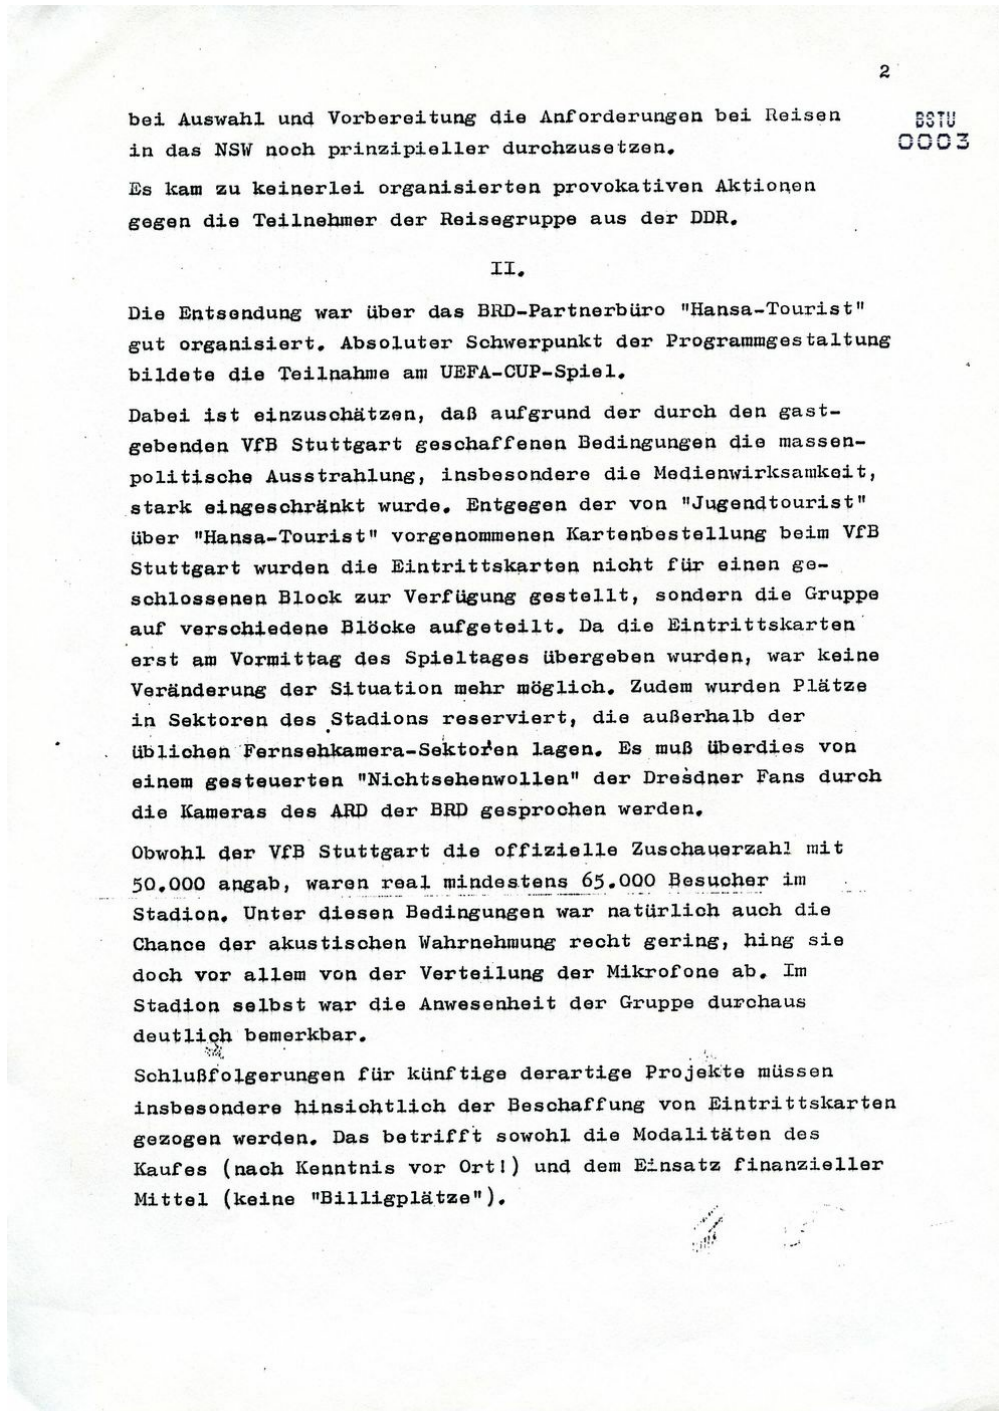 2
BSTU
0003
bei Auswahl und Vorbereitung die Anforderungen bei Reisen
in das NSW noch prinzipieller durchzusetzen.
Es kam zu keinerlei organisierten provokativen Aktionen
gegen die Teilnehmer der Reisegruppe aus der DDR.
II.
Die Entsendung war über das BRD-Partnerbüro "Hansa-Tourist"
gut organisiert. Absoluter Schwerpunkt der Programmgestaltung
bildete die Teilnahme am UEFA-CUP-Spiel.
Dabei ist einzuschätzen, daß aufgrund der durch den gast-
gebenden VfB Stuttgart geschaffenen Bedingungen die massen-
politische Ausstrahlung, insbesondere die Medienwirksamkeit,
stark eingeschränkt wurde. Entgegen der von "Jugendtourist"
über "Hansa-Tourist" vorgenommenen Kartenbestellung beim VfB
Stuttgart wurden die Eintrittskarten nicht für einen ge-
schlossenen Block zur Verfügung gestellt, sondern die Gruppe
auf verschiedene Blöcke aufgeteilt. Da die Eintrittskarten
erst am Vormittag des Spieltages übergeben wurden, war keine
Veränderung der Situation mehr möglich. Zudem wurden Plätze
in Sektoren des Stadions reserviert, die außerhalb der
üblichen Fernsehkamera-Sektoren lagen. Es muß überdies von
einem gesteuerten "Nichtsehenwollen" der Dresdner Fans durch
die Kameras des ARD der BRD gesprochen werden.
Obwohl der VfB Stuttgart die offizielle Zuschauerzahl mit
50.000 angab, waren real mindestens 65.000 Besucher im
Stadion. Unter diesen Bedingungen war natürlich auch die
Chance der akustischen Wahrnehmung recht gering, hing sie
doch vor allem von der Verteilung der Mikrofone ab. Im
Stadion selbst war die Anwesenheit der Gruppe durchaus
deutlich bemerkbar.
Schlußfolgerungen für künftige derartige Projekte müssen
insbesondere hinsichtlich der Beschaffung von Eintrittskarten
gezogen werden. Das betrifft sowohl die Modalitäten des
Kaufes (nach Kenntnis vor Ort!) und dem Einsatz finanzieller
Mittel (keine "Billigplätze").